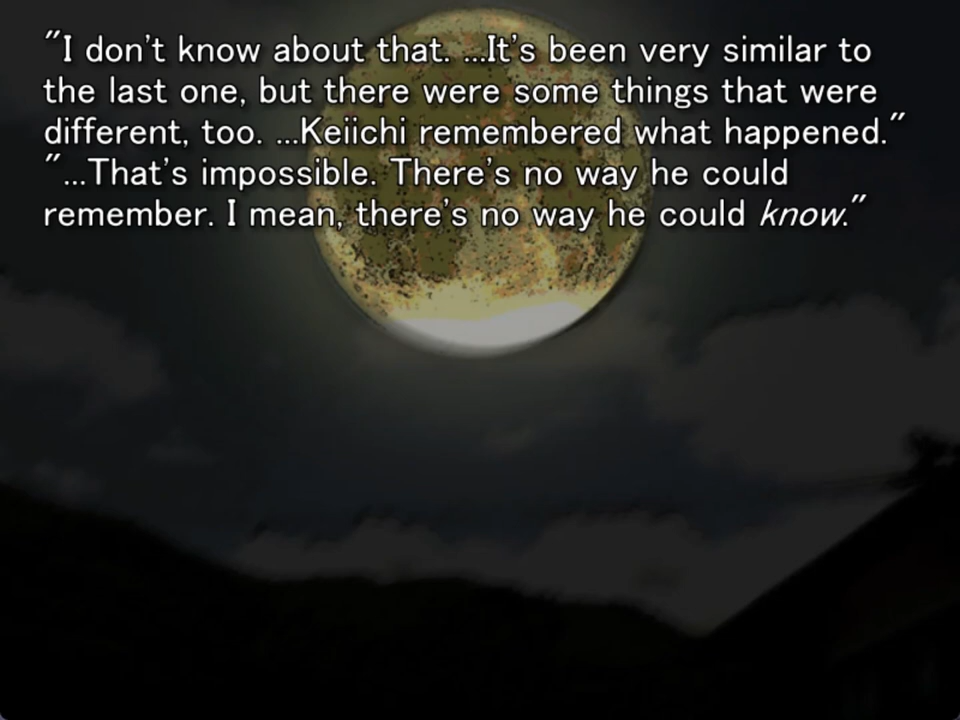 "I don't know about that. ...It's been very similar to
the last one, but there were some things that were
different, too. ...Keiichi remembered what happened."
"...That's impossible. There's no way he could
remember. I mean, there's no way he could know."